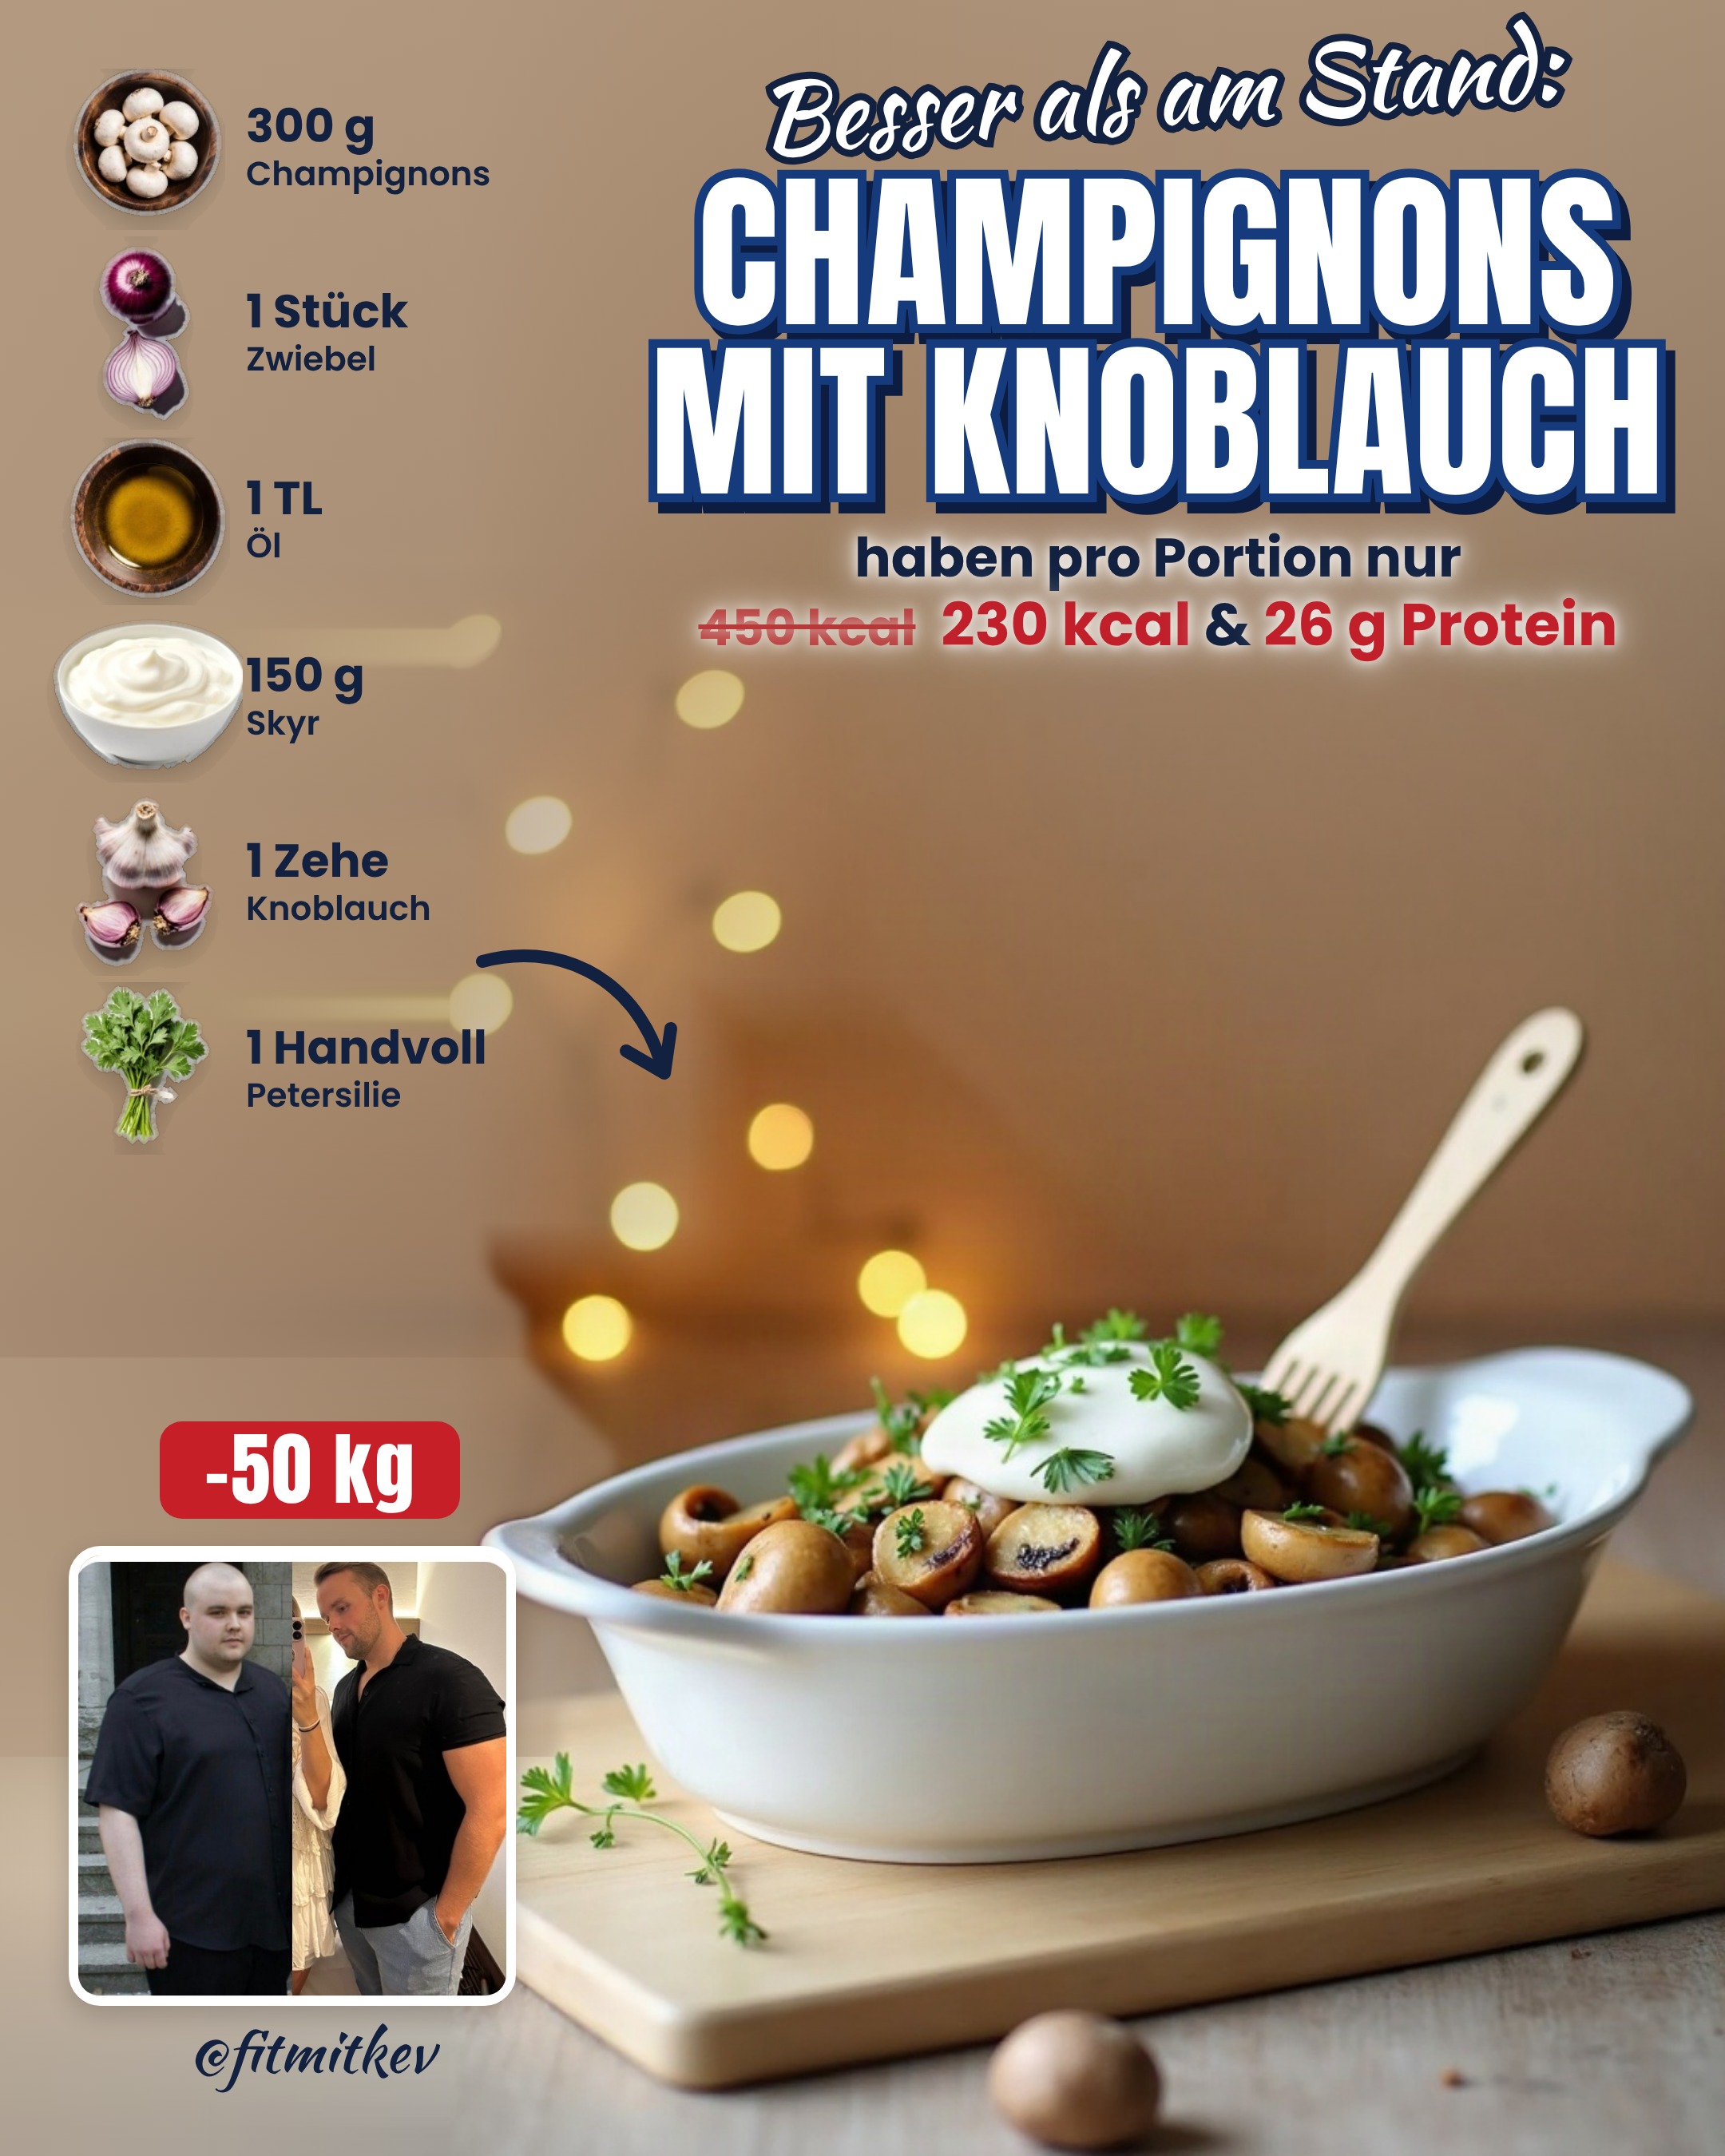 Besser als am Stand:
CHAMPIGNONS
MIT KNOBLAUCH
haben pro Portion nur
450 kcal 230 kcal & 26 g Protein
300 g
Champignons
1 Stück
Zwiebel
1 TL
Öl
150 g
Skyr
1 Zehe
Knoblauch
1 Handvoll
Petersilie
-50 kg
@fitmitkev